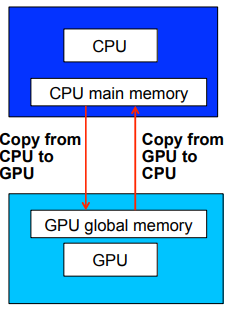 CPU
CPU main memory
Copy from
CPU to
GPU
Copy from
GPU to
CPU
GPU global memory
GPU